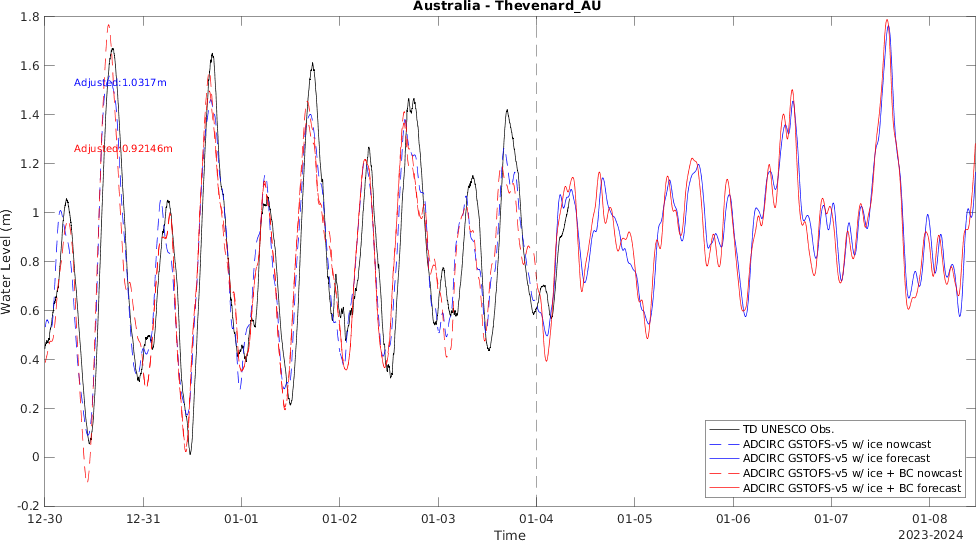 Australia - Thevenard_AU
1.8
1.6
1.4
1.2
1
0.8
0.6
0.4
0.2
0
-0.2
Water Level (m)
Adjusted:1.0317m
Adjusted:0.92146m
TD UNESCO Obs.
ADCIRC GSTOFS-v5 w/ ice nowcast
ADCIRC GSTOFS-v5 w/ ice forecast
ADCIRC GSTOFS-v5 w/ ice + BC nowcast
ADCIRC GSTOFS-v5 w/ ice + BC forecast
12-30
12-31
01-01
01-02
01-03
01-04
01-05
01-06
01-07
01-08
Time
2023-2024